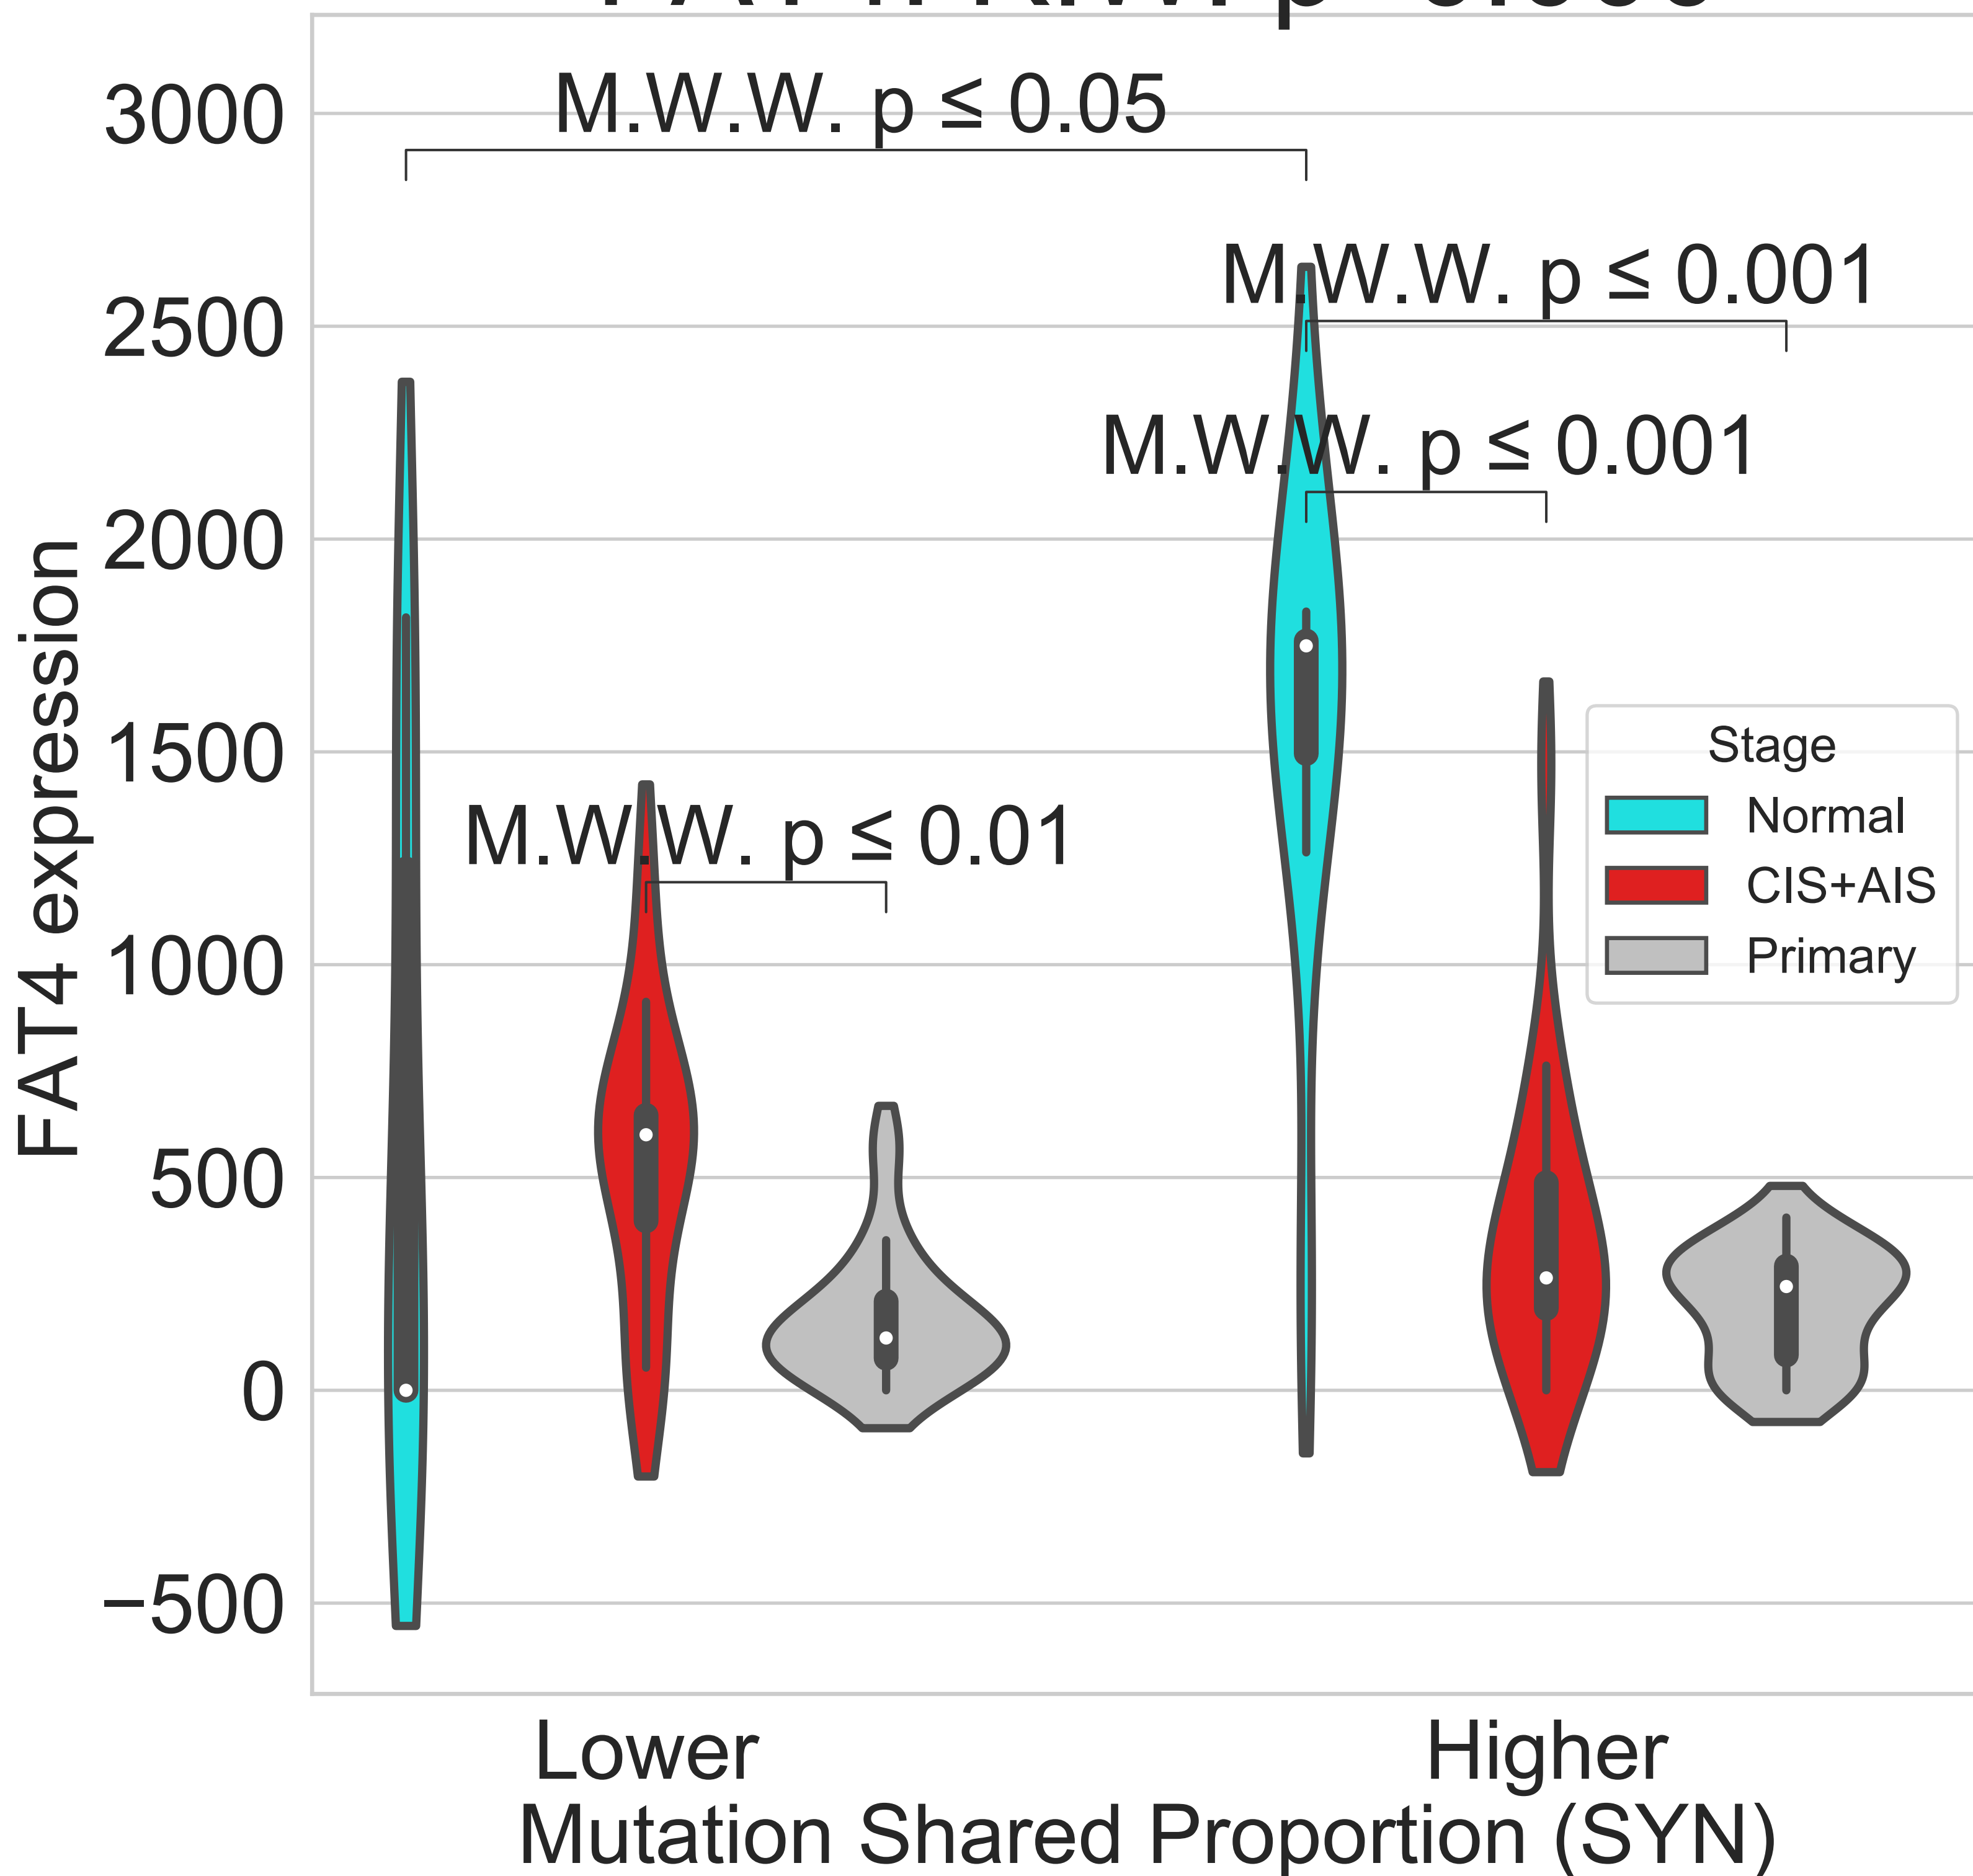 M.W.W. p ≤ 0.05
M.W.W. p ≤ 0.001
M.W.W. p ≤ 0.001
M.W.W. p ≤ 0.01
3000
2500
2000
1500
1000
500
0
−500
FAT4 expression
Stage
Normal
CIS+AIS
Primary
Lower
Higher
Mutation Shared Proportion (SYN)